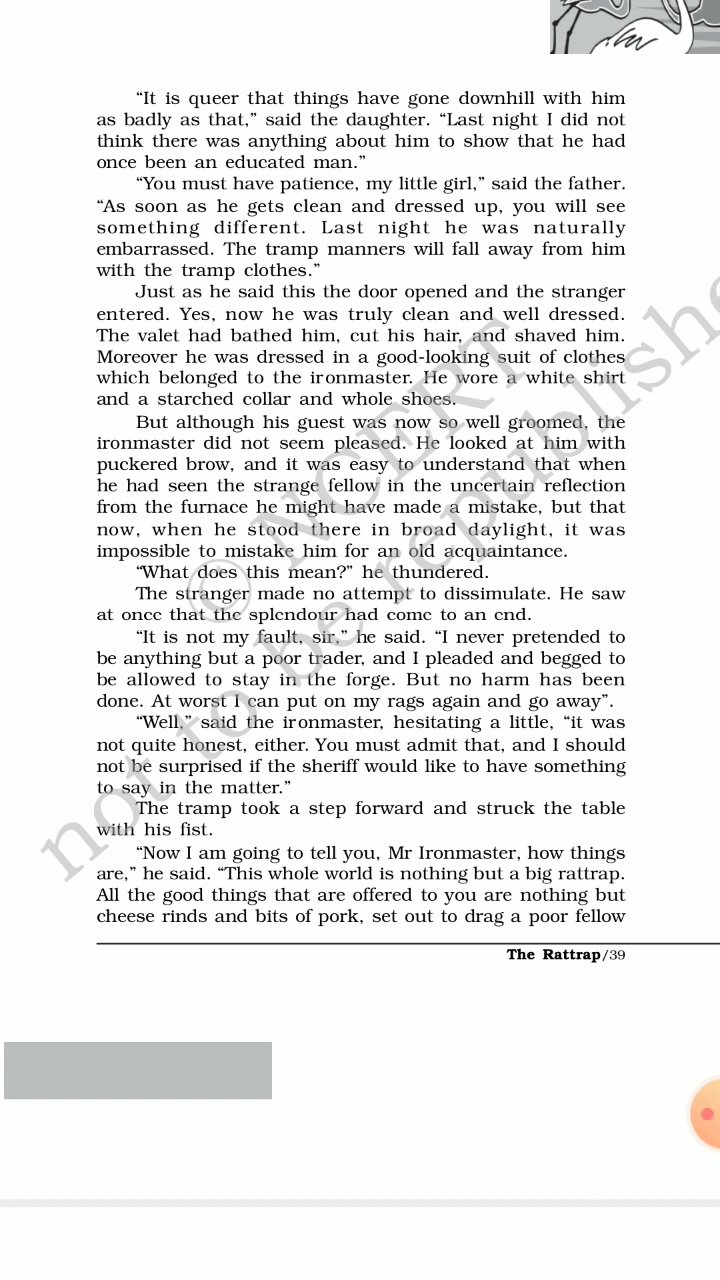 “It is queer that things have gone downhill with him
as badly as that,” said the daughter. “Last night I did not
think there was anything about him to show that he had
once been an educated man.”
“You must have patience, my little girl,” said the father.
“As soon as he gets clean and dressed up, you will see
something different. Last night he was naturally
embarrassed. The tramp manners will fall away from him
with the tramp clothes.”
Just as he said this the door opened and the stranger
entered. Yes, now he was truly clean and well dressed.
The valet had bathed him, cut his hair, and shaved him.
Moreover he was dressed in a good-looking suit of clothes
which belonged to the ironmaster. He wore a white shirt
and a starched collar and whole shoes.
But although his guest was now so well groomed, the
ironmaster did not seem pleased. He looked at him with
puckered brow, and it was easy to understand that when
he had seen the strange fellow in the uncertain reflection
from the furnace he might have made a mistake, but that
now, when he stood there in broad daylight, it was
impossible to mistake him for an old acquaintance.
“What does this mean?” he thundered.
The stranger made no attempt to dissimulate. He saw
at once that the splendour had come to an end.
“It is not my fault, sir,” he said. “I never pretended to
be anything but a poor trader, and I pleaded and begged to
be allowed to stay in the forge. But no harm has been
done. At worst I can put on my rags again and go away”.
“Well,” said the ironmaster, hesitating a little, “it was
not quite honest, either. You must admit that, and I should
not be surprised if the sheriff would like to have something
to say in the matter.”
The tramp took a step forward and struck the table
with his fist.
“Now I am going to tell you, Mr Ironmaster, how things
are,” he said. “This whole world is nothing but a big rattrap.
All the good things that are offered to you are nothing but
cheese rinds and bits of pork, set out to drag a poor fellow
The Rattrap/39
© NCERT
not to be republishe